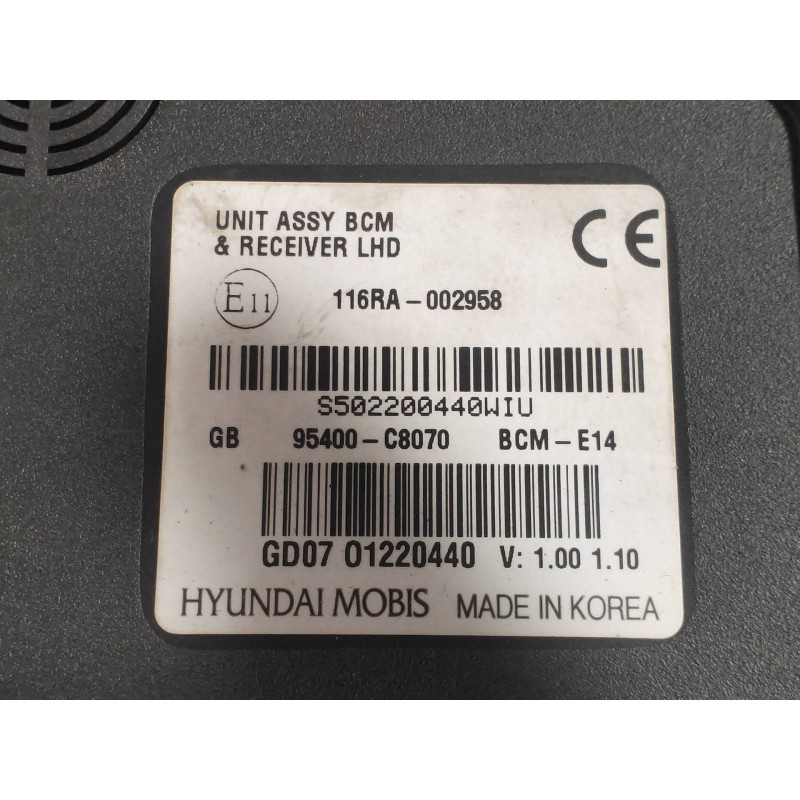 UNIT ASSY BCM
& RECEIVER LHD
CE
E11 116RA-002958
S502200440WIU
GB 95400-C8070 BCM-E14
GD07 01220440 V: 1.00 1.10
HYUNDAI MOBIS MADE IN KOREA